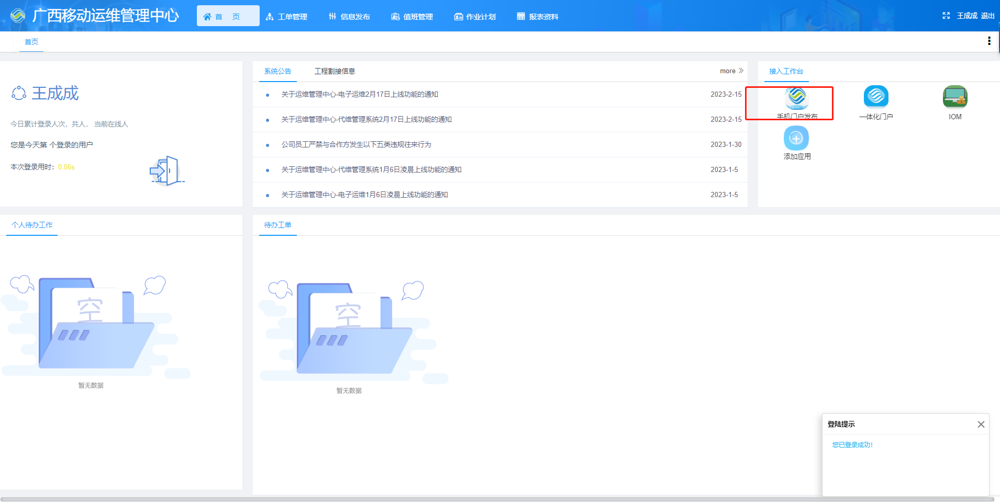 广西移动运维管理中心
首 页
工单管理
信息发布
值班管理
作业计划
报表资料
王成成 退出
首页
王成成
今日累计登录人次，共人， 当前在线人
您是今天第 个登录的用户
本次登录用时：0.06s
系统公告
工程割接信息
more
关于运维管理中心-电子运维2月17日上线功能的通知 2023-2-15
关于运维管理中心-代维管理系统2月17日上线功能的通知 2023-2-15
公司员工严禁与合作方发生以下五类违规往来行为 2023-1-30
关于运维管理中心-代维管理系统1月6日凌晨上线功能的通知 2023-1-5
关于运维管理中心-电子运维1月6日凌晨上线功能的通知 2023-1-5
接入工作台
手机门户发布
一体化门户
IOM
添加应用
个人待办工作
空
暂无数据
待办工单
空
暂无数据
登陆提示
您已登录成功！